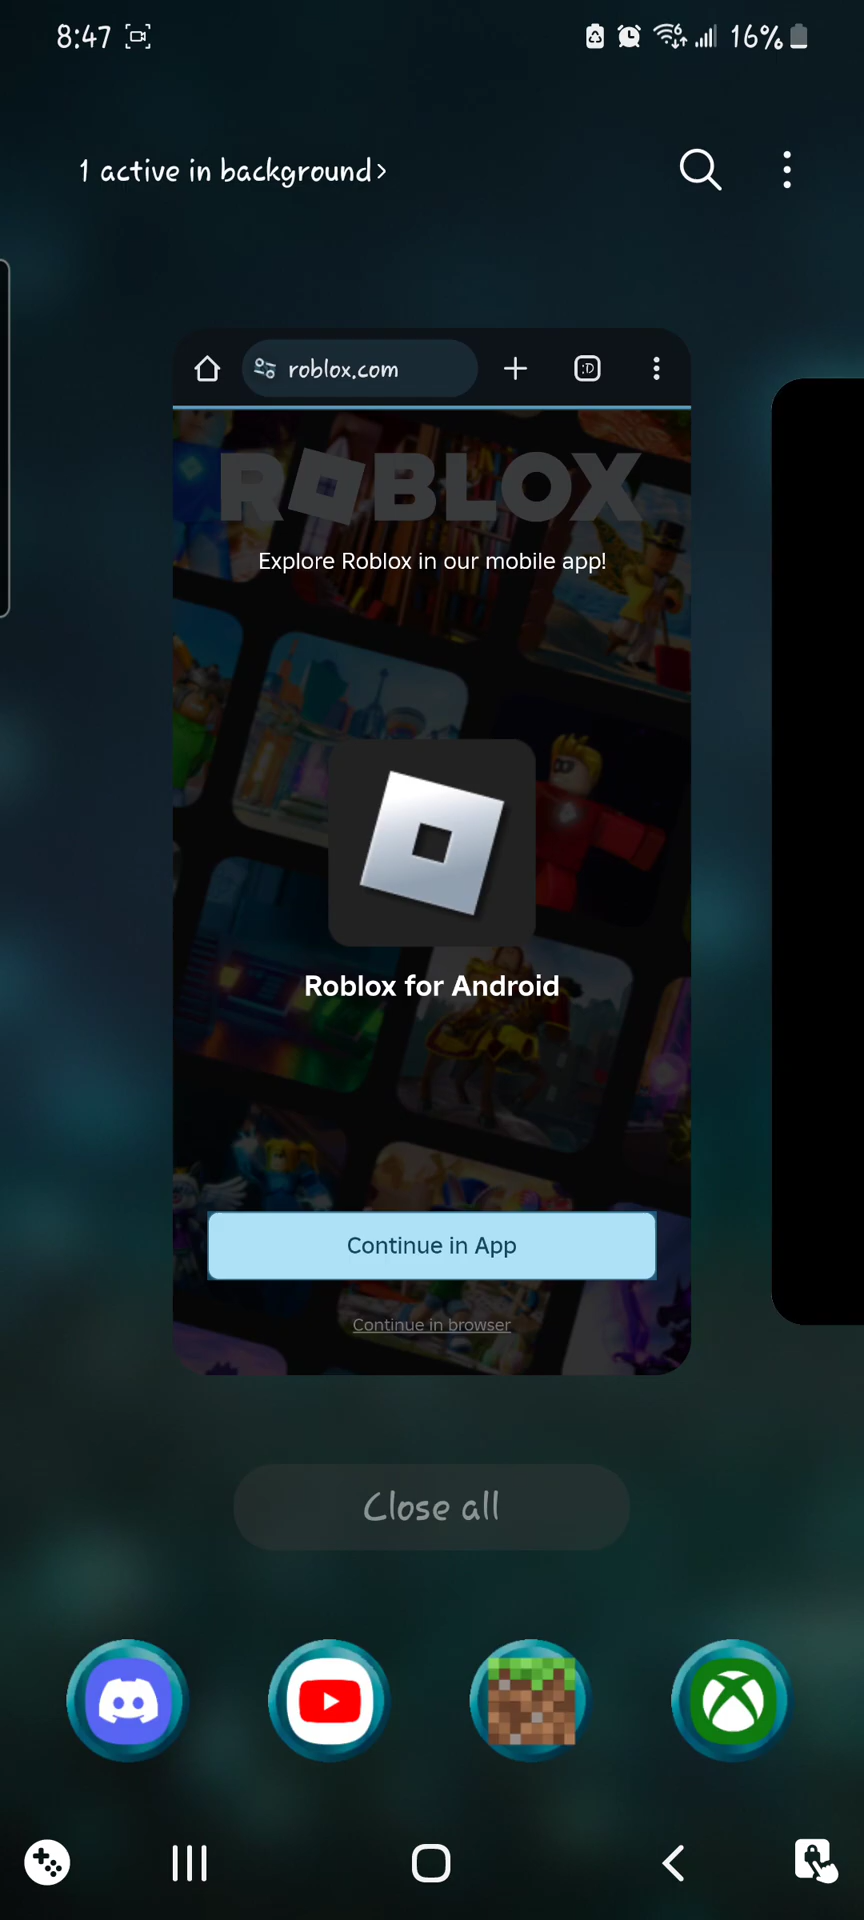 8:47
16%
1 active in background>
roblox.com
:D
ROBLOX
Explore Roblox in our mobile app!
Roblox for Android
Continue in App
Continue in browser
Close all